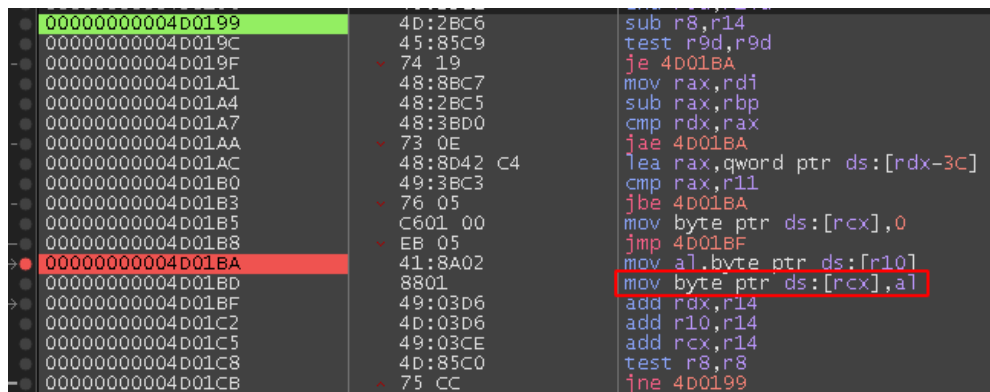 00000000004D0199 4D:2BC6 sub r8,r14
00000000004D019C 45:85C9 test r9d,r9d
00000000004D019F 74 19 je 4D01BA
00000000004D01A1 48:8BC7 mov rax,rdi
00000000004D01A4 48:2BC5 sub rax,rbp
00000000004D01A7 48:3BD0 cmp rdx,rax
00000000004D01AA 73 0E jae 4D01BA
00000000004D01AC 48:8D42 C4 lea rax,qword ptr ds:[rdx-3C]
00000000004D01B0 49:3BC3 cmp rax,r11
00000000004D01B3 76 05 jbe 4D01BA
00000000004D01B5 C601 00 mov byte ptr ds:[rcx],0
00000000004D01B8 EB 05 jmp 4D01BF
00000000004D01BA 41:8A02 mov al,byte ptr ds:[r10]
00000000004D01BD 8801 mov byte ptr ds:[rcx],al
00000000004D01BF 49:03D6 add rdx,r14
00000000004D01C2 4D:03D6 add r10,r14
00000000004D01C5 49:03CE add rcx,r14
00000000004D01C8 4D:85C0 test r8,r8
00000000004D01CB 75 CC jne 4D0199